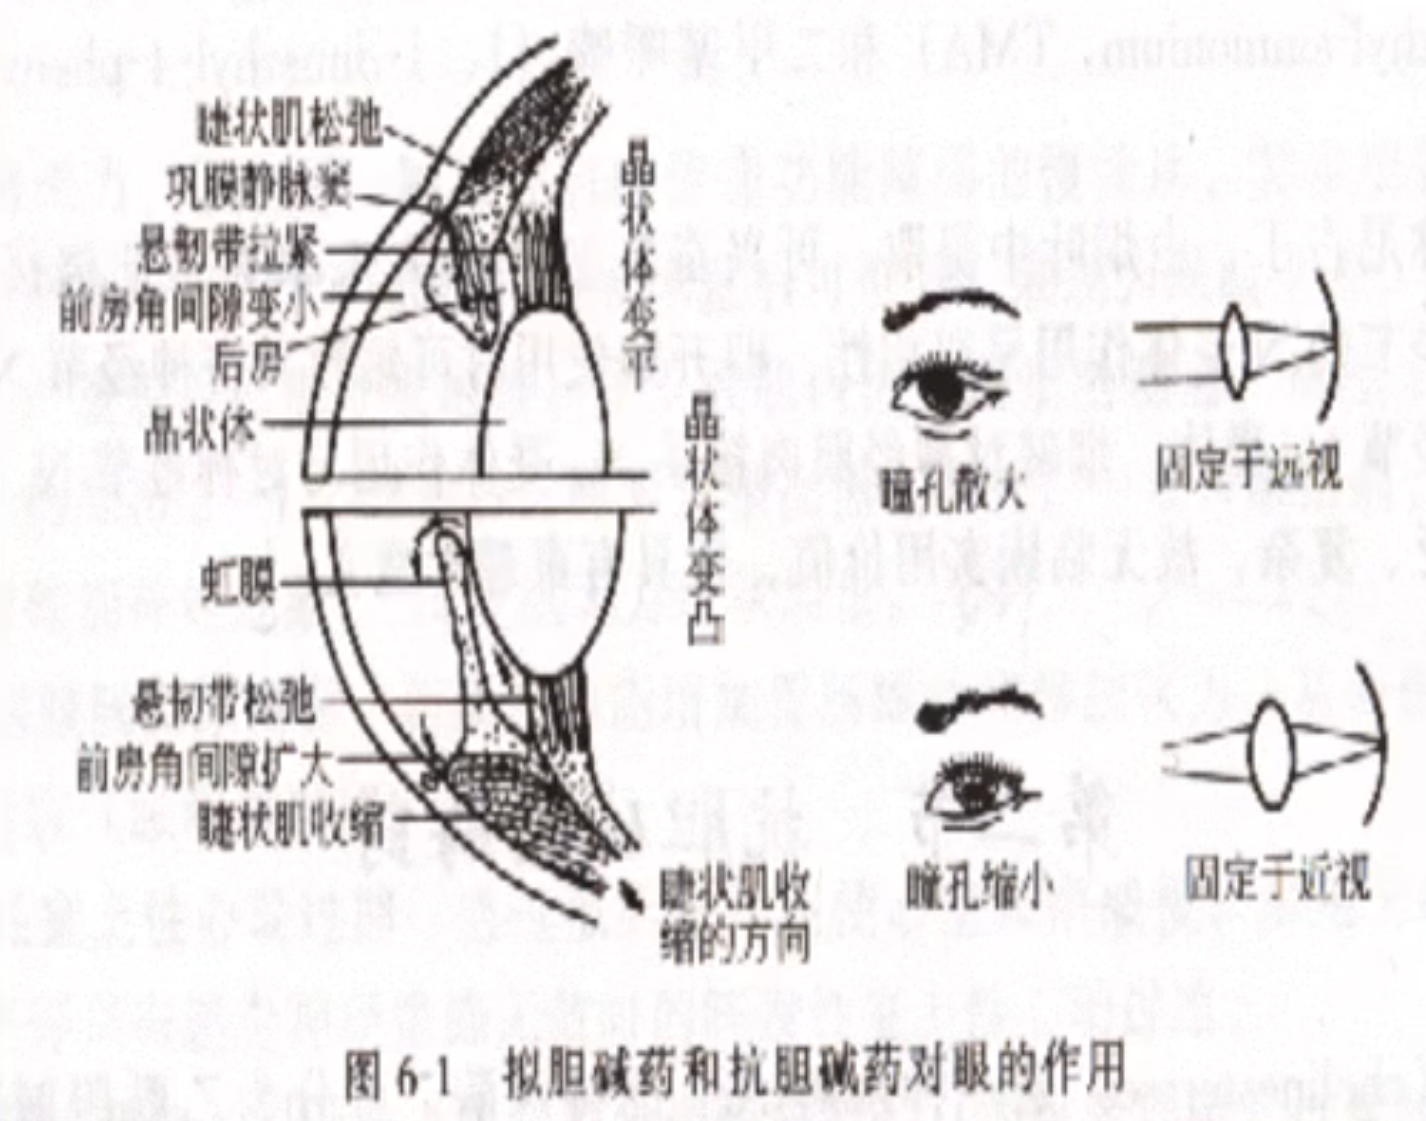 睫状肌松弛
巩膜静脉窦
悬韧带拉紧
前房角间隙变小
后房
晶状体
晶状体变平
瞳孔散大
固定于远视
虹膜
悬韧带松弛
前房角间隙扩大
睫状肌收缩
晶状体变凸
睫状肌收
缩的方向
瞳孔缩小
固定于近视
图 6-1 拟胆碱药和抗胆碱药对眼的作用